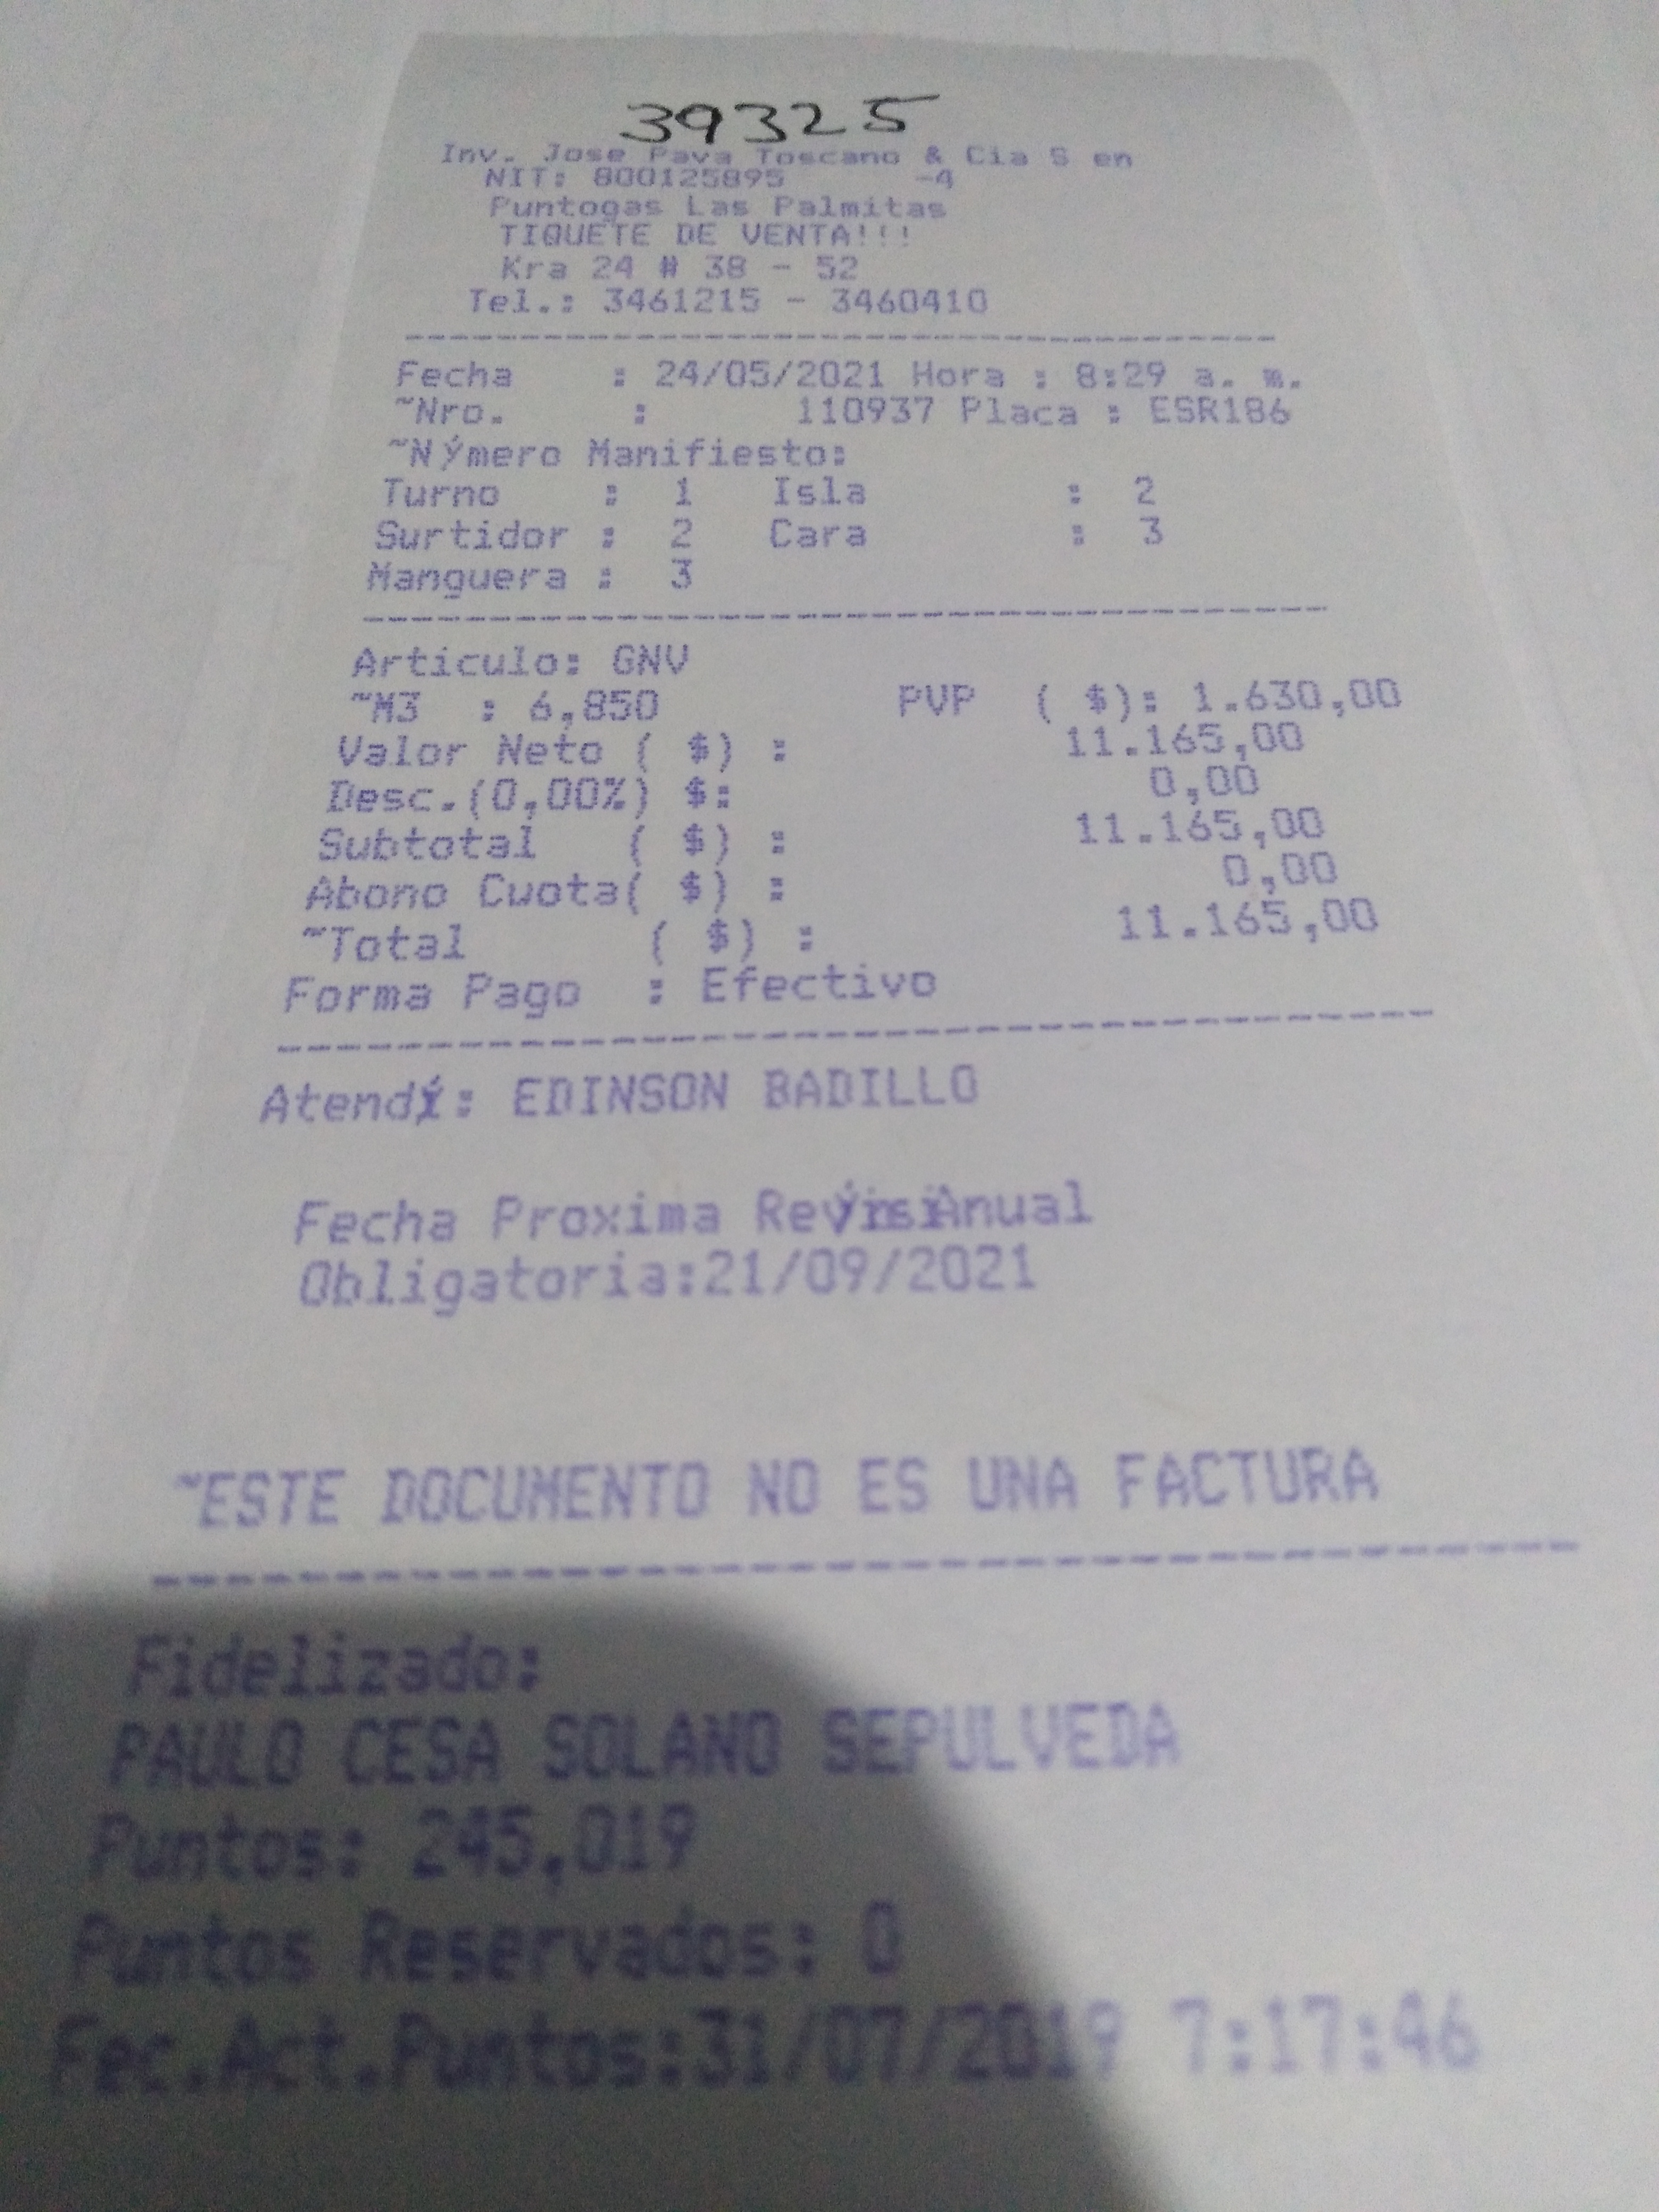 39325
Inv. Jose Pava Toscano & Cia S en
NIT: 800125895 -4
Puntogas Las Palmitas
TIQUETE DE VENTA!!!
Kra 24 # 38 - 52
Tel.: 3461215 - 3460410
Fecha : 24/05/2021 Hora : 8:29 a. m.
~Nro. : 110937 Placa : ESR186
~NÝmero Manifiesto:
Turno : 1 Isla : 2
Surtidor : 2 Cara : 3
Manguera : 3
Articulo: GNV
~M3 : 6,850 PVP ( $): 1.630,00
Valor Neto ( $) : 11.165,00
Desc.(0,00%) $: 0,00
Subtotal ( $) : 11.165,00
Abono Cuota( $) : 0,00
~Total ( $) : 11.165,00
Forma Pago : Efectivo
Atendý: EDINSON BADILLO
Fecha Proxima Anual
Obligatoria:21/09/2021
~ESTE DOCUMENTO NO ES UNA FACTURA
Fidelizado:
PAULO CESA SOLANO SEPULVEDA
Puntos: 245,019
Puntos Reservados: 0
Fec.Act.Puntos:31/07/2019 7:17:46